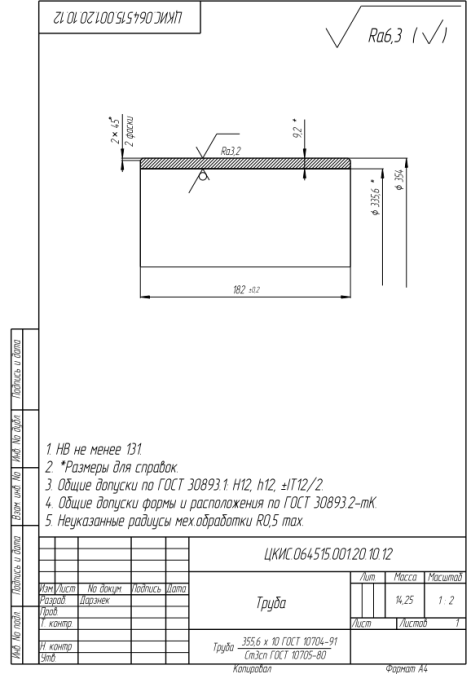 ЦКИС.064515.001.20.10.12
Ra6,3 (√)
2 × 45°
2 фаски
Ra3,2
9,2 *
ϕ 335,6 *
ϕ 354
182 ±0,2
1. НВ не менее 131.
2. *Размеры для справок.
3. Общие допуски по ГОСТ 30893.1: Н12, h12, ±IT12/2.
4. Общие допуски формы и расположения по ГОСТ 30893.2-mK.
5. Неуказанные радиусы мех.обработки R0,5 max.
Подпись и дата
Инв No дубл
Взам инв No
Подпись и дата
Инв No подл
ЦКИС.064515.001.20.10.12
Изм Лист No докум Подпись Дата
Разраб Дарзнек
Пров
Т. контр
Н контр
Утв
Труба
Лит Масса Масштаб
14,25 1 : 2
Лист Листов 1
Труба 355,6 х 10 ГОСТ 10704-91
Ст3сп ГОСТ 10705-80
Копировал Формат А4